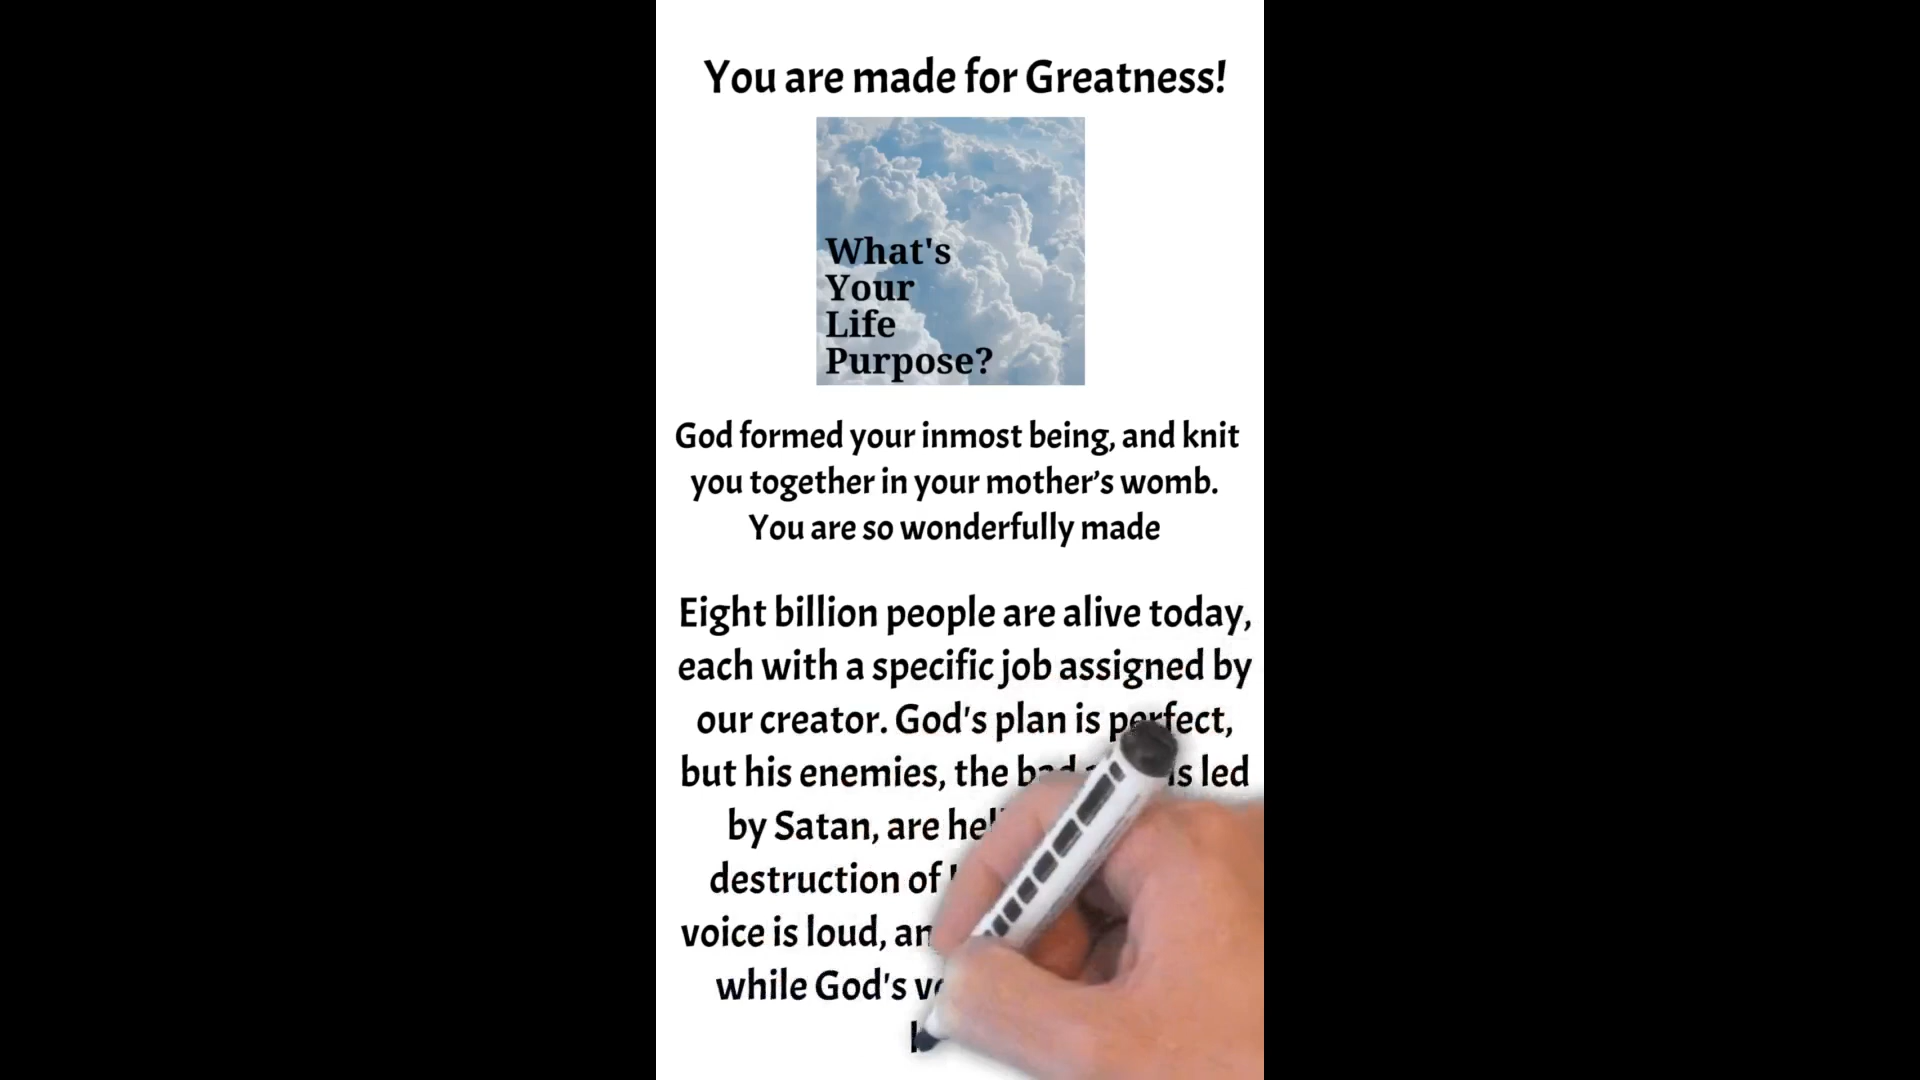 You are made for Greatness!
What's
Your
Life
Purpose?
God formed your inmost being, and knit
you together in your mother’s womb.
You are so wonderfully made
Eight billion people are alive today,
each with a specific job assigned by
our creator. God's plan is perfect,
but his enemies, the led
by Satan, are
destruction of
voice is loud,
while God's